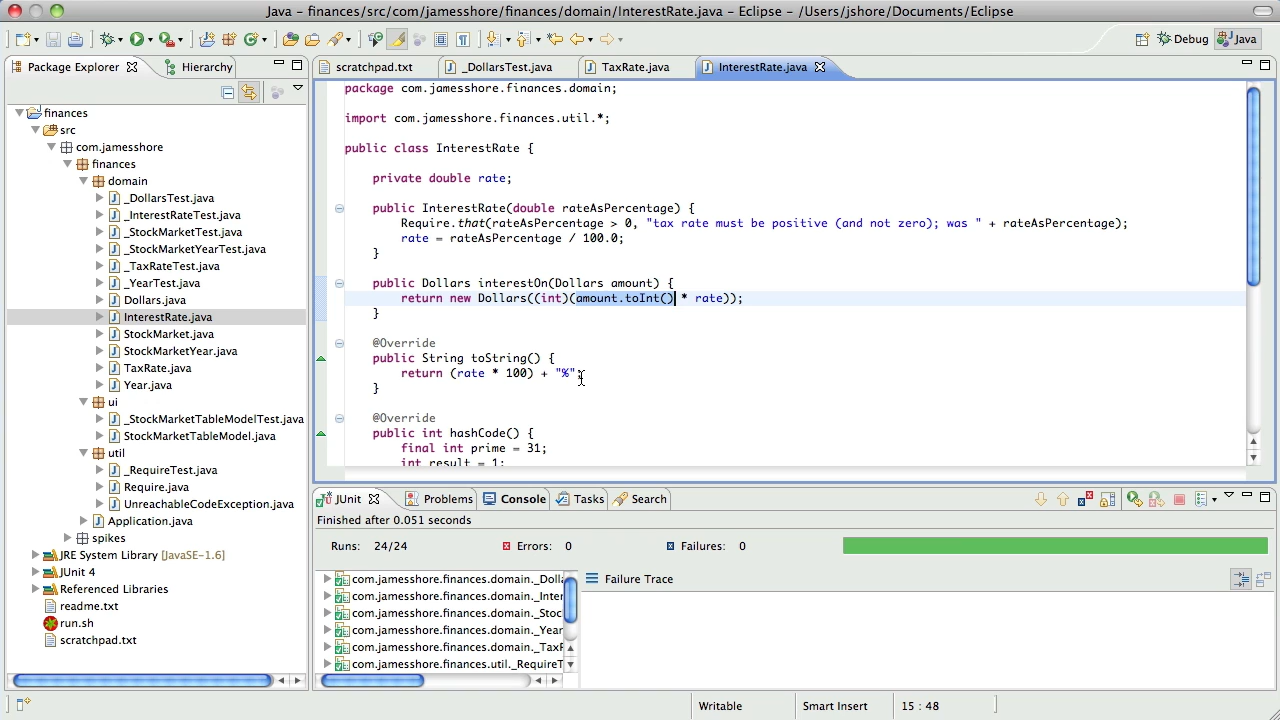 Java - finances/src/com/jamesshore/finances/domain/InterestRate.java - Eclipse - /Users/jshore/Documents/Eclipse
Debug
Java
Package Explorer
Hierarchy
scratchpad.txt
_DollarsTest.java
TaxRate.java
InterestRate.java
finances
src
com.jamesshore
finances
domain
_DollarsTest.java
_InterestRateTest.java
_StockMarketTest.java
_StockMarketYearTest.java
_TaxRateTest.java
_YearTest.java
Dollars.java
InterestRate.java
StockMarket.java
StockMarketYear.java
TaxRate.java
Year.java
ui
_StockMarketTableModelTest.java
StockMarketTableModel.java
util
_RequireTest.java
Require.java
UnreachableCodeException.java
Application.java
spikes
JRE System Library [JavaSE-1.6]
JUnit 4
Referenced Libraries
readme.txt
run.sh
scratchpad.txt
package com.jamesshore.finances.domain;
import com.jamesshore.finances.util.*;
public class InterestRate {
private double rate;
public InterestRate(double rateAsPercentage) {
Require.that(rateAsPercentage > 0, "tax rate must be positive (and not zero); was " + rateAsPercentage);
rate = rateAsPercentage / 100.0;
}
public Dollars interestOn(Dollars amount) {
return new Dollars((int)(amount.toInt() * rate));
}
@Override
public String toString() {
return (rate * 100) + "%";
}
@Override
public int hashCode() {
final int prime = 31;
int result = 1;
JUnit
Problems
Console
Tasks
Search
Finished after 0.051 seconds
Runs: 24/24
Errors: 0
Failures: 0
com.jamesshore.finances.domain._Dolla
com.jamesshore.finances.domain._Inter
com.jamesshore.finances.domain._Stoc
com.jamesshore.finances.domain._Year
com.jamesshore.finances.domain._TaxR
com.jamesshore.finances.util._RequireT
Failure Trace
Writable
Smart Insert
15 : 48